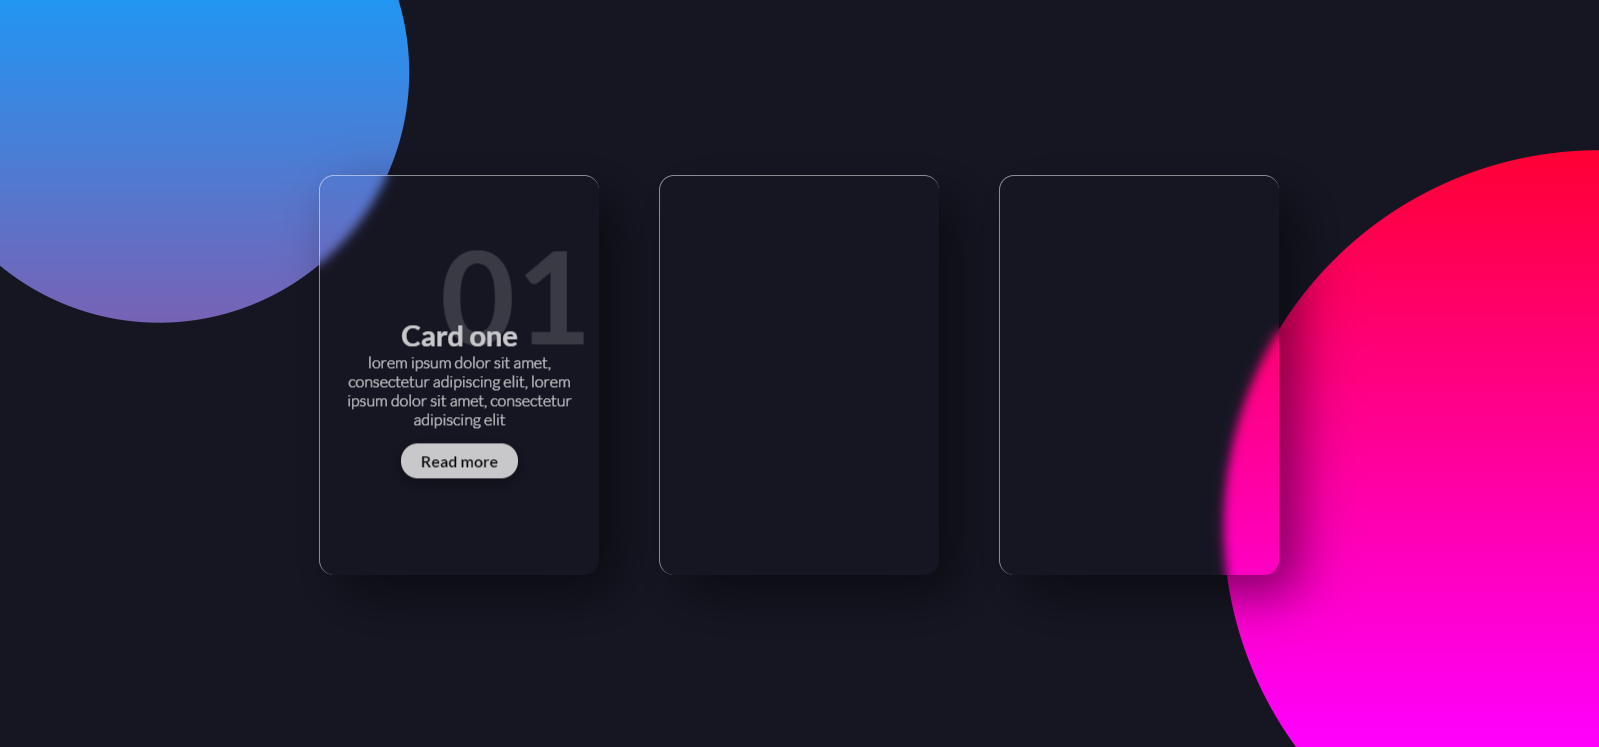 01
Card one
lorem ipsum dolor sit amet,
consectetur adipiscing elit, lorem
ipsum dolor sit amet, consectetur
adipiscing elit
Read more